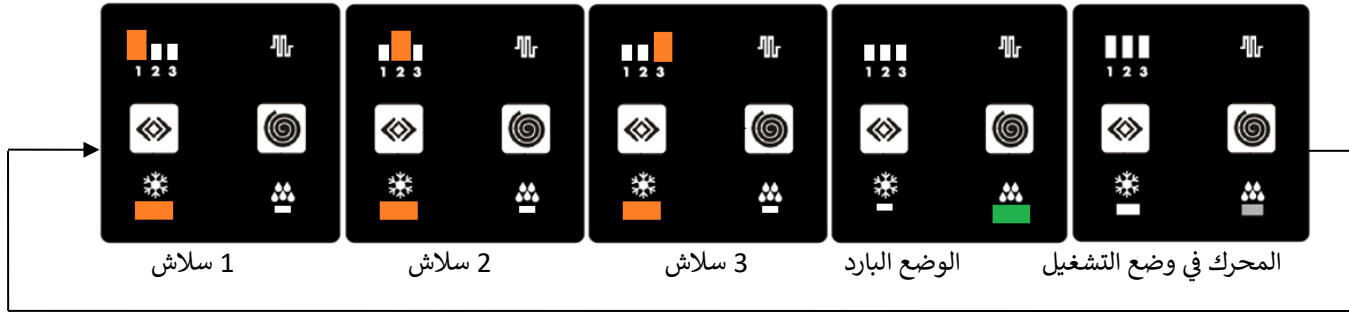 1 2 3
1 2 3
1 2 3
1 2 3
1 2 3
1 سلاش
2 سلاش
3 سلاش
الوضع البارد
المحرك في وضع التشغيل